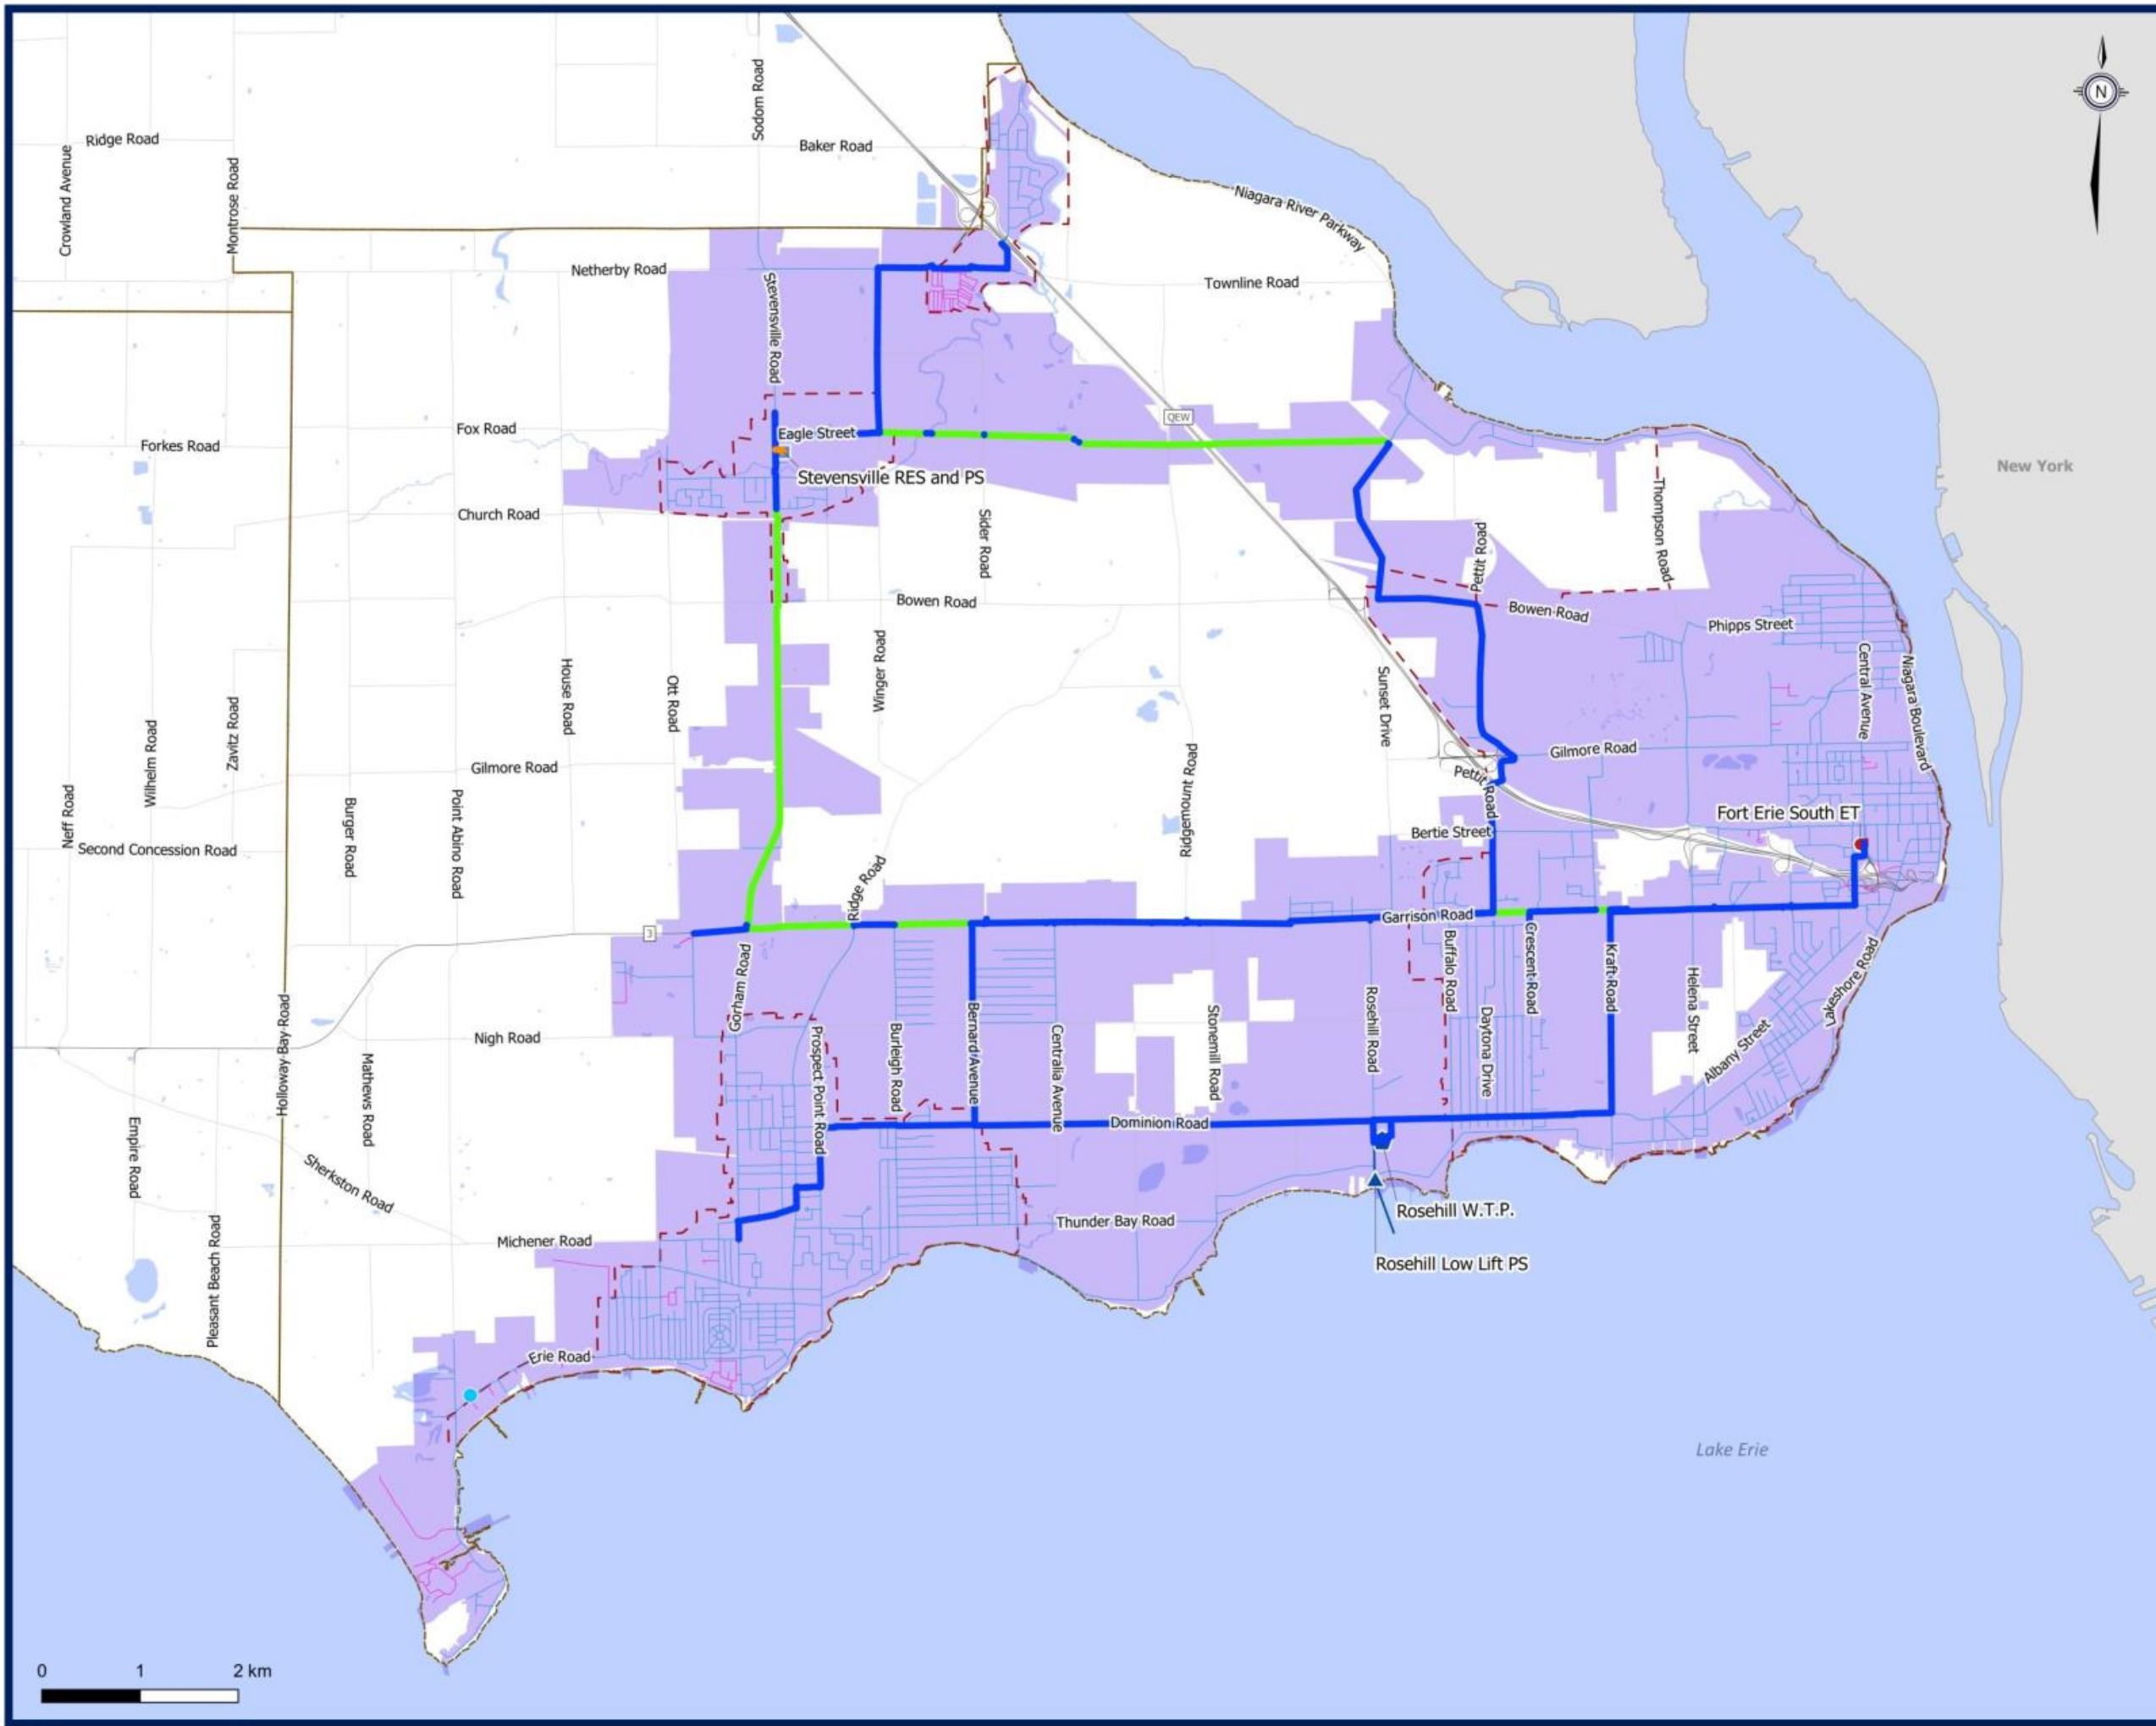 N
Sodom Road
Ridge Road
Baker Road
Crowland Avenue
Montrose Road
Niagara River Parkway
Netherby Road
Townline Road
Stevensville Road
QEW
Fox Road
Eagle Street
Forkes Road
New York
Stevensville RES and PS
Thompson Road
Church Road
Sider Road
Pettit Road
Bowen Road
Bowen Road
Phipps Street
House Road
Ott Road
Winger Road
Sunset Drive
Central Avenue
Niagara Boulevard
Wilhelm Road
Zavitz Road
Gilmore Road
Gilmore Road
Pettit Road
Ridgemount Road
Neff Road
Burger Road
Point Abino Road
Fort Erie South ET
Bertie Street
Second Concession Road
Ridge Road
Garrison Road
3
Gorham Road
Buffalo Road
Crescent Road
Kraft Road
Helena Street
Lakeshore Road
Holloway Bay Road
Nigh Road
Prospect Point Road
Burleigh Road
Bernard Avenue
Centralia Avenue
Stonemill Road
Rosehill Road
Daytona Drive
Albany Street
Mathews Road
Empire Road
Dominion Road
Sherkston Road
Rosehill W.T.P.
Thunder Bay Road
Michener Road
Pleasant Beach Road
Rosehill Low Lift PS
Erie Road
Lake Erie
0 1 2 km